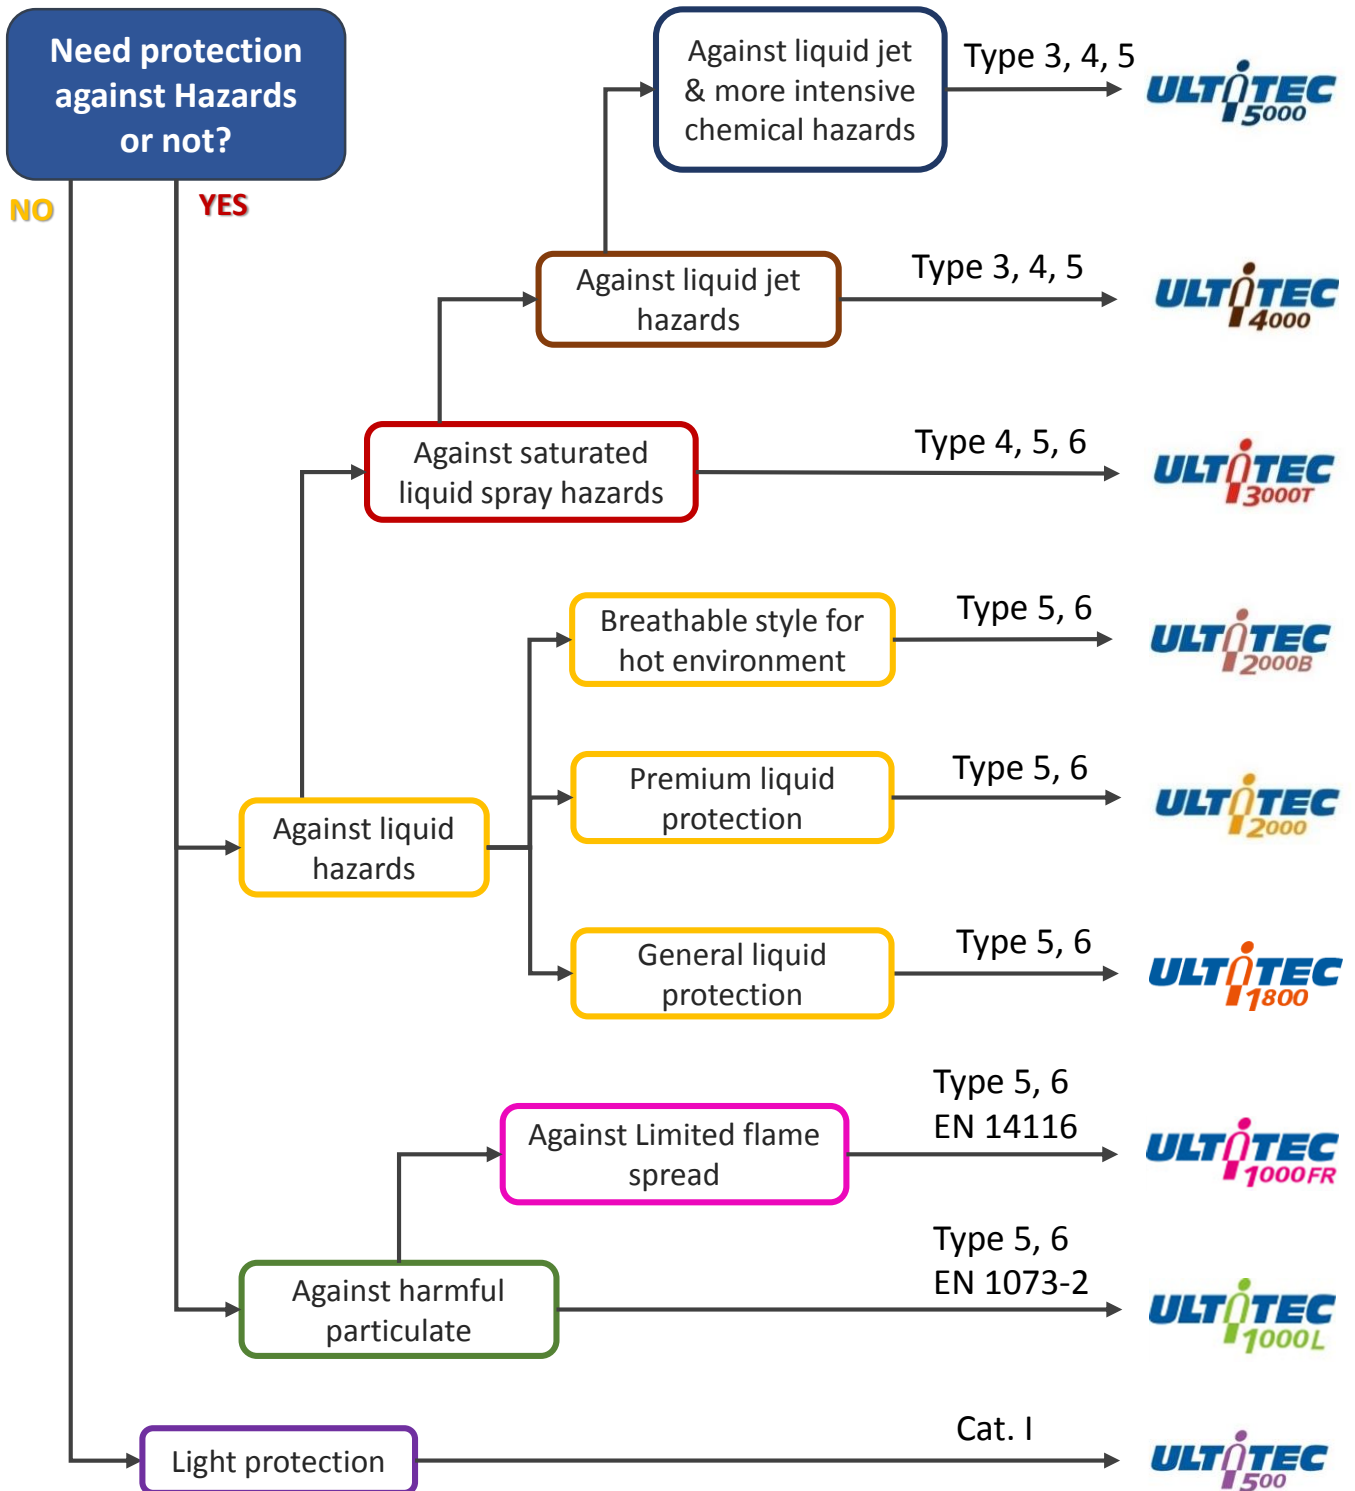 Need protection
against Hazards
or not?
NO
YES
Against liquid jet
& more intensive
chemical hazards
Type 3, 4, 5
ULTITEC
5000
Against liquid jet
hazards
Type 3, 4, 5
ULTITEC
4000
Against saturated
liquid spray hazards
Type 4, 5, 6
ULTITEC
3000T
Breathable style for
hot environment
Type 5, 6
ULTITEC
2000B
Premium liquid
protection
Type 5, 6
ULTITEC
2000
Against liquid
hazards
General liquid
protection
Type 5, 6
ULTITEC
1800
Against Limited flame
spread
Type 5, 6
EN 14116
ULTITEC
1000FR
Against harmful
particulate
Type 5, 6
EN 1073-2
ULTITEC
1000L
Light protection
Cat. I
ULTITEC
500